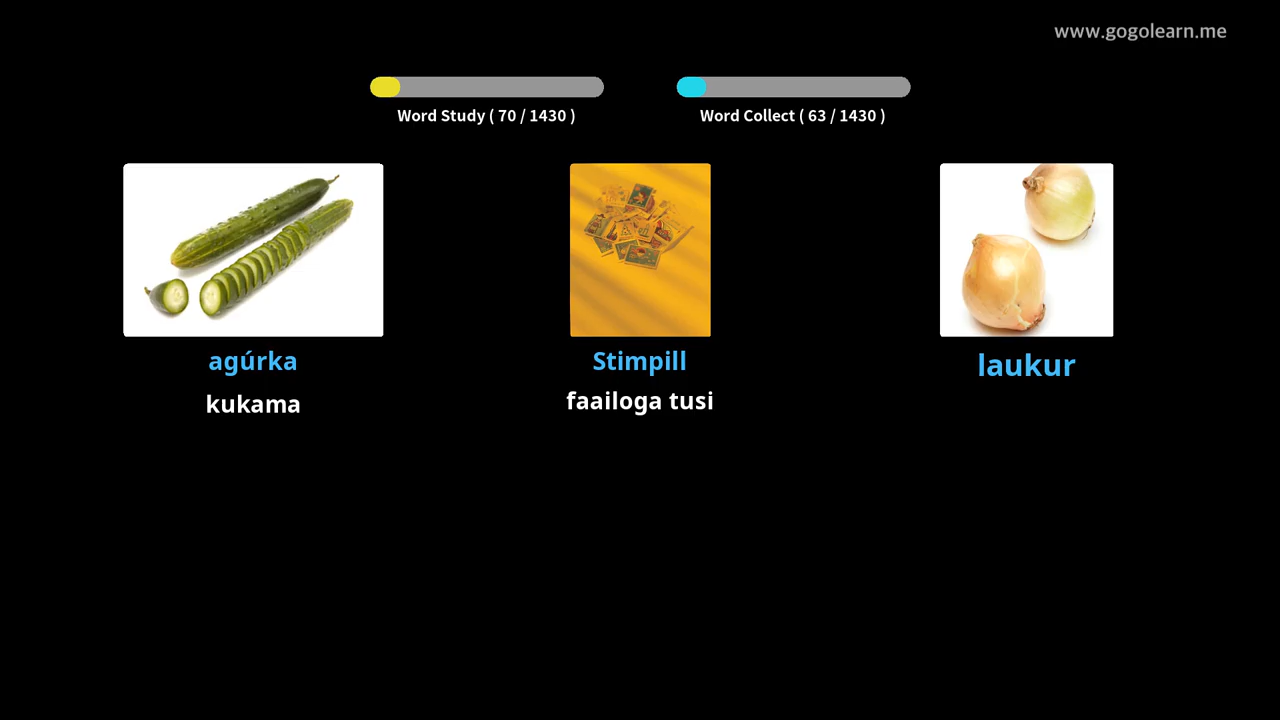 www.gogolearn.me
Word Study ( 70 / 1430 )
Word Collect ( 63 / 1430 )
agúrka
kukama
Stimpill
faailoga tusi
laukur